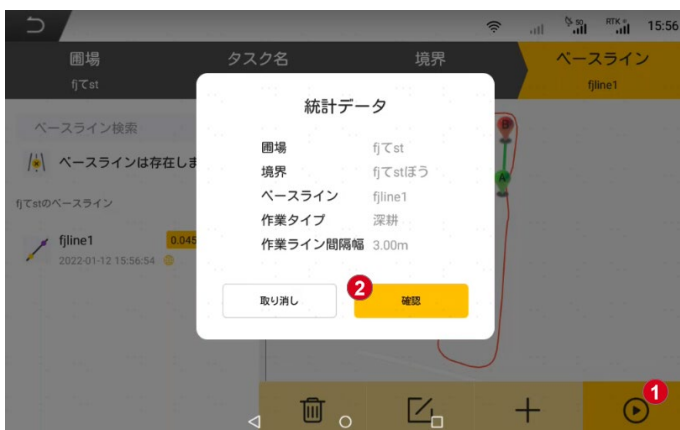 50 RTK 15:56
圃場 タスク名 境界 ベースライン
fjてst fjline1
統計データ
ベースライン検索
圃場 fjてst
境界 fjてstぼう
ベースライン fjline1
作業タイプ 深耕
作業ライン間隔幅 3.00m
ベースラインは存在しま
fjてstのベースライン
fjline1 0.045
2022-01-12 15:56:54
取り消し 2 確認
B
A
1